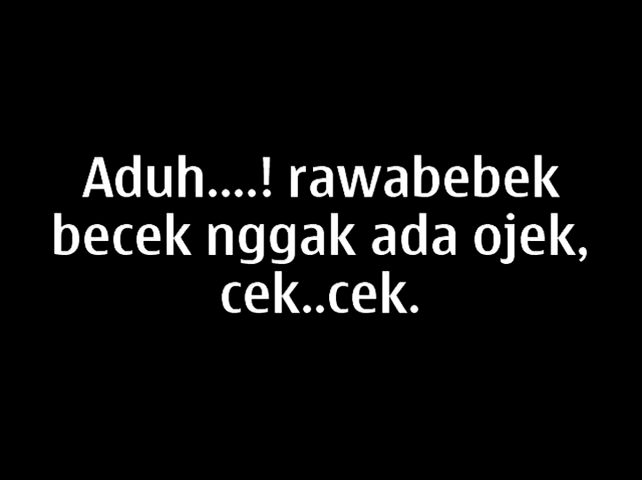 Aduh....! rawabebek
becek nggak ada ojek,
cek..cek.